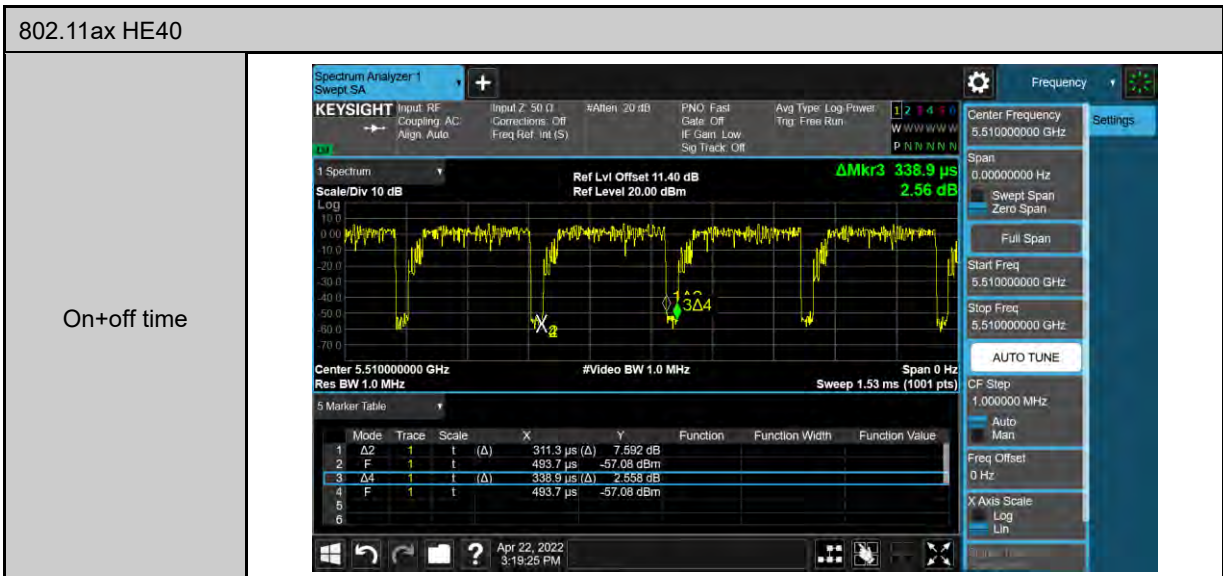 802.11ax HE40
On+off time
Spectrum Analyzer 1
Swept SA
+
Frequency
KEYSIGHT Input: RF Input Z: 50 Ω #Atten: 20 dB PNO: Fast Avg Type: Log-Power 1 2 3 4 5 6
Coupling: AC Corrections: Off Gate: Off Trig: Free Run W W W W W W
Align: Auto Freq Ref: Int (S) IF Gain: Low
Sig Track: Off P N N N N N
Center Frequency
5.510000000 GHz
Settings
1 Spectrum
Ref Lvl Offset 11.40 dB
ΔMkr3 338.9 µs
Scale/Div 10 dB
Ref Level 20.00 dBm
2.56 dB
Span
0.00000000 Hz
Swept Span
Zero Span
Log
10.0
0.00
-10.0
-20.0
-30.0
-40.0
-50.0
-60.0
-70.0
3Δ4
Full Span
Start Freq
5.510000000 GHz
Stop Freq
5.510000000 GHz
AUTO TUNE
Center 5.510000000 GHz #Video BW 1.0 MHz Span 0 Hz
Res BW 1.0 MHz Sweep 1.53 ms (1001 pts)
CF Step
1.000000 MHz
Auto
Man
5 Marker Table
Mode Trace Scale X Y Function Function Width Function Value
1 Δ2 1 t (Δ) 311.3 µs (Δ) 7.592 dB
2 F 1 t 493.7 µs -57.08 dBm
3 Δ4 1 t (Δ) 338.9 µs (Δ) 2.558 dB
4 F 1 t 493.7 µs -57.08 dBm
5
6
Freq Offset
0 Hz
X Axis Scale
Log
Lin
? Apr 22, 2022
3:19:25 PM